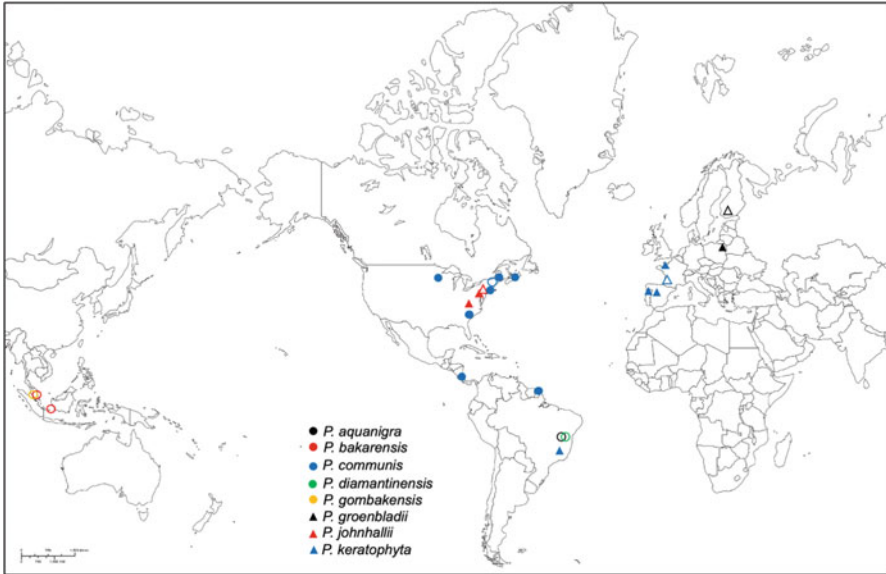 P. aquanigra
P. bakarensis
P. communis
P. diamantinensis
P. gombakensis
P. groenbladii
P. johnhallii
P. keratophyta